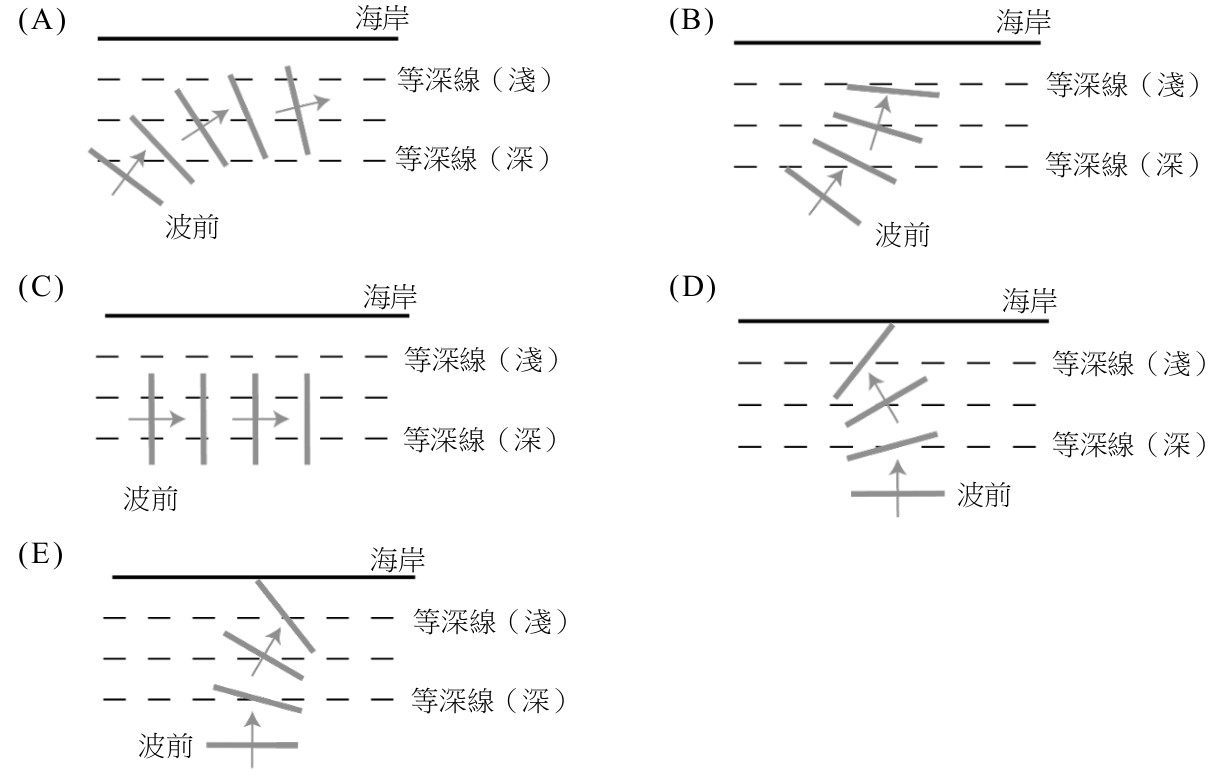 (A)
海岸
等深線（淺）
等深線（深）
波前
(B)
海岸
等深線（淺）
等深線（深）
波前
(C)
海岸
等深線（淺）
等深線（深）
波前
(D)
海岸
等深線（淺）
等深線（深）
波前
(E)
海岸
等深線（淺）
等深線（深）
波前